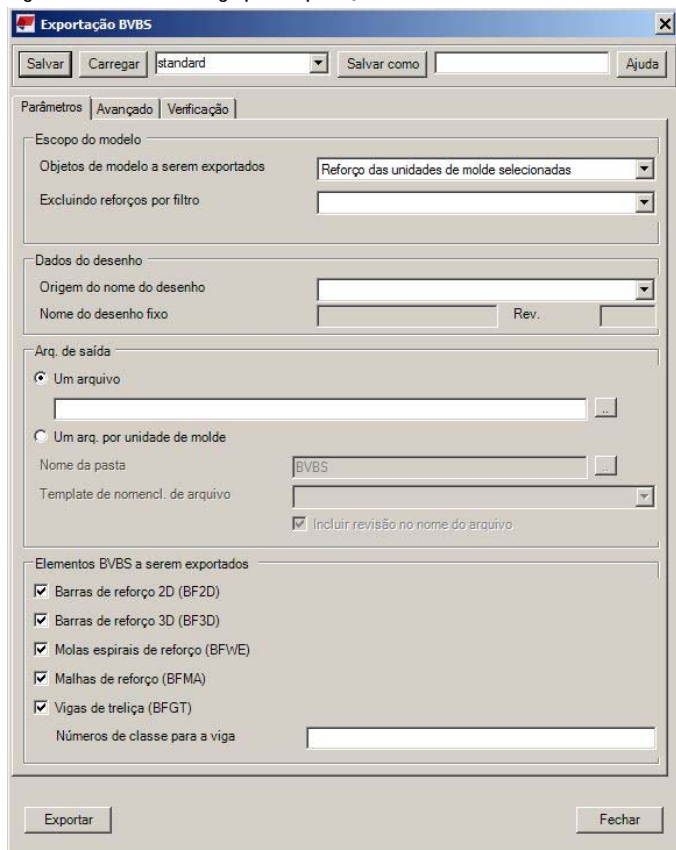 Exportação BVBS
Salvar Carregar standard Salvar como Ajuda
Parâmetros Avançado Verificação
Escopo do modelo
Objetos de modelo a serem exportados Reforço das unidades de molde selecionadas
Excluindo reforços por filtro
Dados do desenho
Origem do nome do desenho
Nome do desenho fixo Rev.
Arq. de saída
Um arquivo
..
Um arq. por unidade de molde
Nome da pasta BVBS ...
Template de nomencl. de arquivo
Incluir revisão no nome do arquivo
Elementos BVBS a serem exportados
Barras de reforço 2D (BF2D)
Barras de reforço 3D (BF3D)
Molas espirais de reforço (BFWE)
Malhas de reforço (BFMA)
Vigas de treliça (BFGT)
Números de classe para a viga
Exportar Fechar